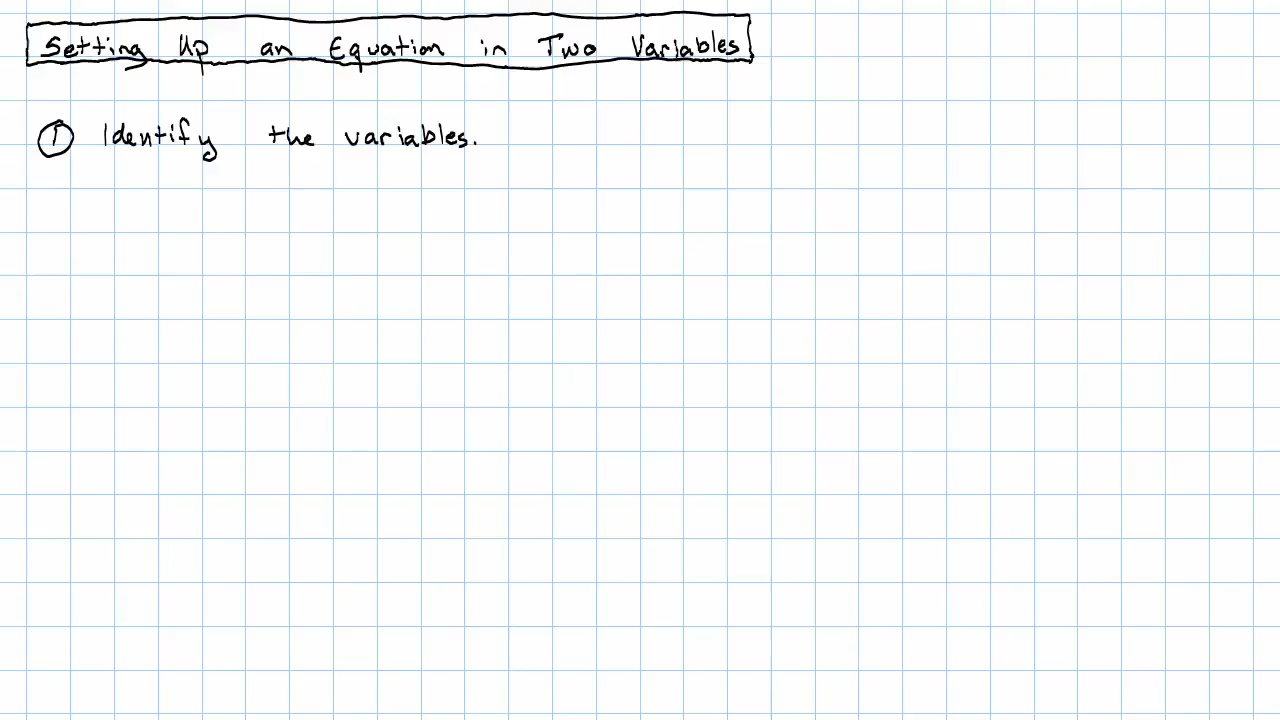 Setting Up an Equation in Two Variables
① Identify the variables.